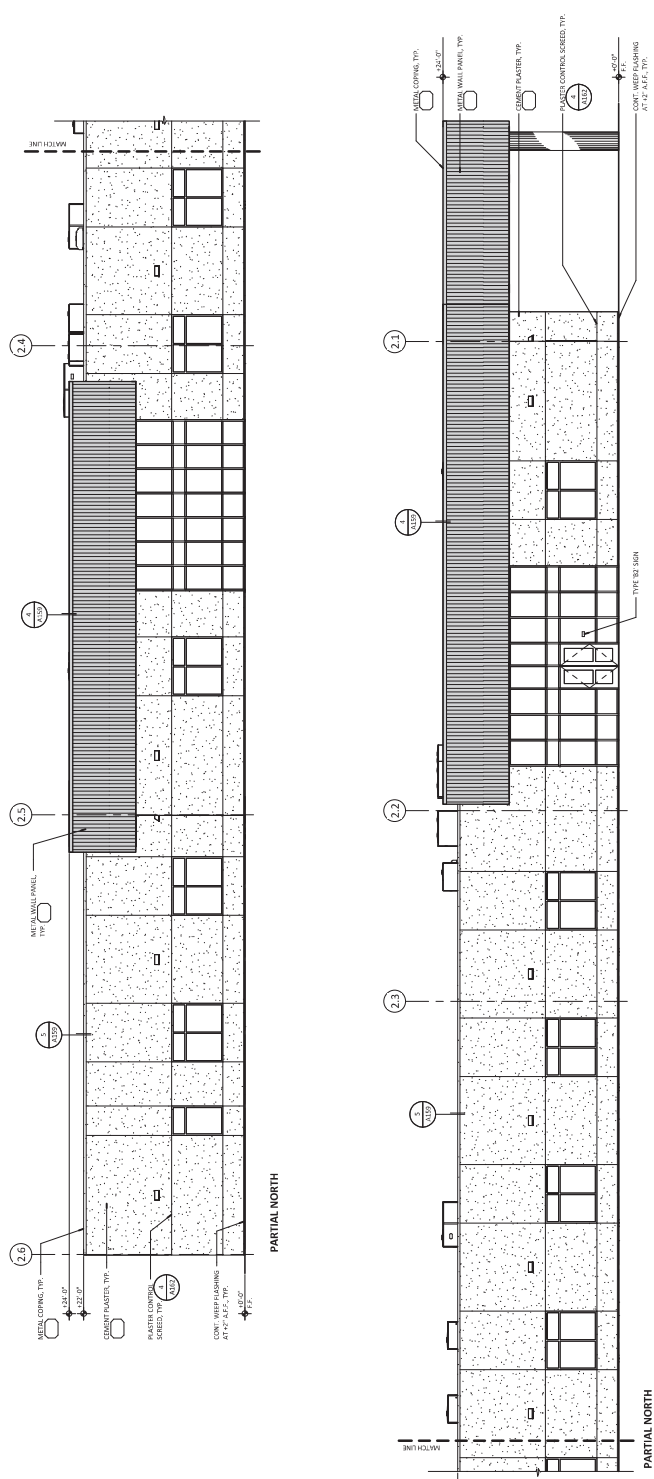 2.6
2.5
2.4
METAL COPING, TYP.
+24'-0"
+22'-0"
CEMENT PLASTER, TYP.
PLASTER CONTROL
SCREED, TYP.
4
A162
CONT. WEEP FLASHING
AT +2" A.F.F., TYP.
+0'-0"
F.F.
5
A159
METAL WALL PANEL,
TYP.
4
A159
MATCH LINE
PARTIAL NORTH
MATCH LINE
2.3
2.2
2.1
5
A159
4
A159
TYPE 'B2' SIGN
METAL COPING, TYP.
+24'-0"
METAL WALL PANEL, TYP.
CEMENT PLASTER, TYP.
PLASTER CONTROL SCREED, TYP.
4
A162
+0'-0"
F.F.
CONT. WEEP FLASHING
AT +2" A.F.F., TYP.
PARTIAL NORTH